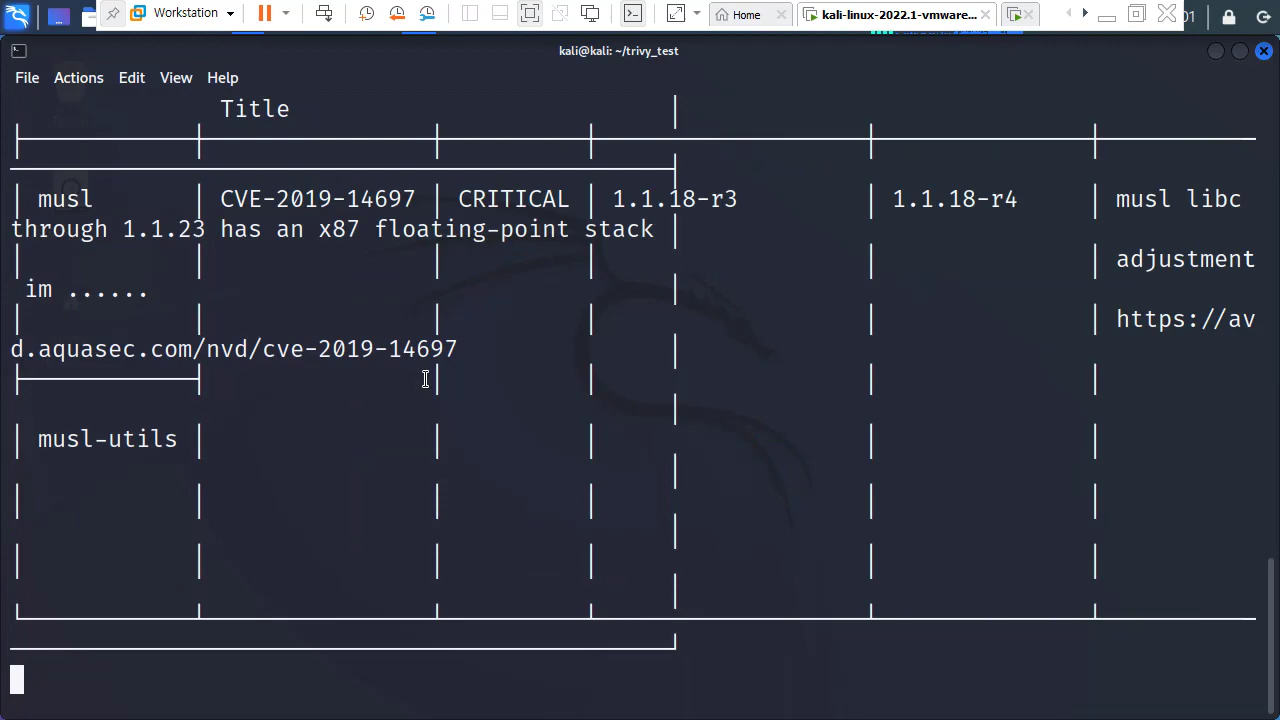 Workstation
Home
kali-linux-2022.1-vmware...
01
kali@kali: ~/trivy_test
File Actions Edit View Help
Title
musl CVE-2019-14697 CRITICAL 1.1.18-r3 1.1.18-r4 musl libc
through 1.1.23 has an x87 floating-point stack
adjustment
im ......
https://av
d.aquasec.com/nvd/cve-2019-14697
musl-utils